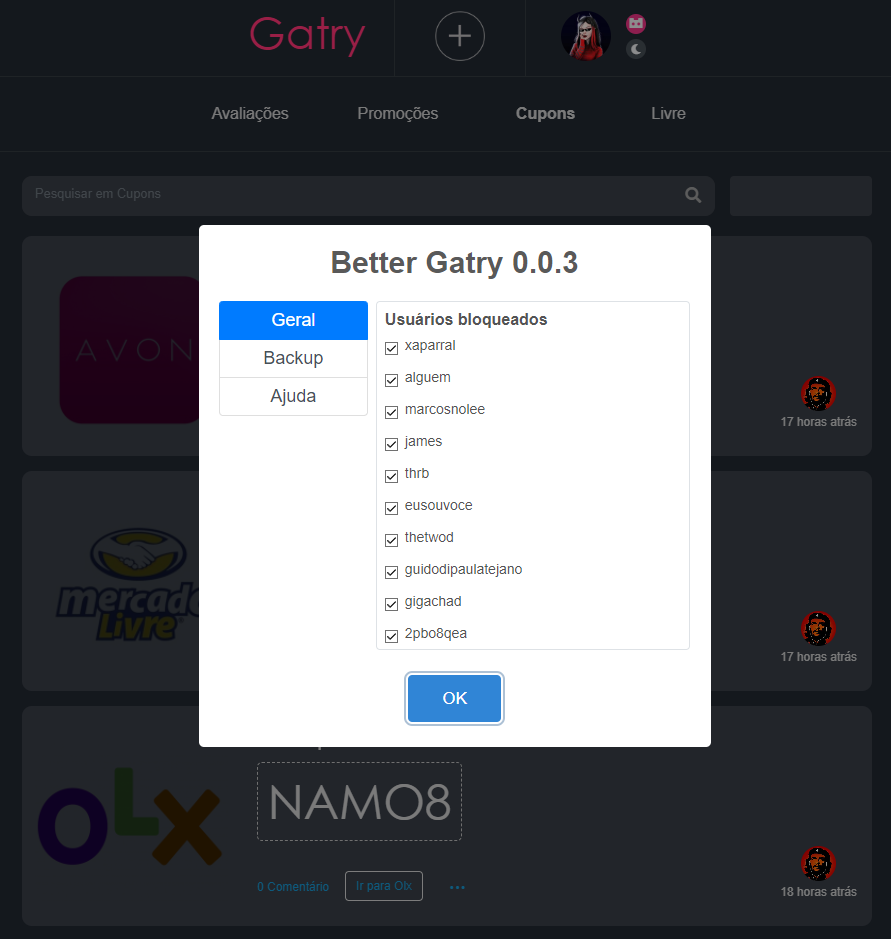 Gatry
Avaliações
Promoções
Cupons
Livre
Pesquisar em Cupons
Better Gatry 0.0.3
Geral
Backup
Ajuda
Usuários bloqueados
xaparral
alguem
marcosnolee
james
thrb
eusouvoce
thetwod
guidodipaulatejano
gigachad
2pbo8qea
OK
AVON
17 horas atrás
mercado
livre
17 horas atrás
OLX
NAMO8
0 Comentário
Ir para Olx
18 horas atrás